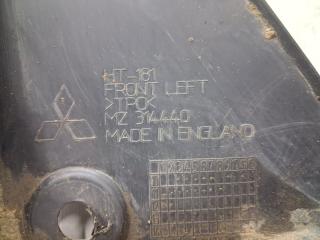 HT-181
FRONT LEFT
>TPO<
MZ 314440
MADE IN ENGLAND